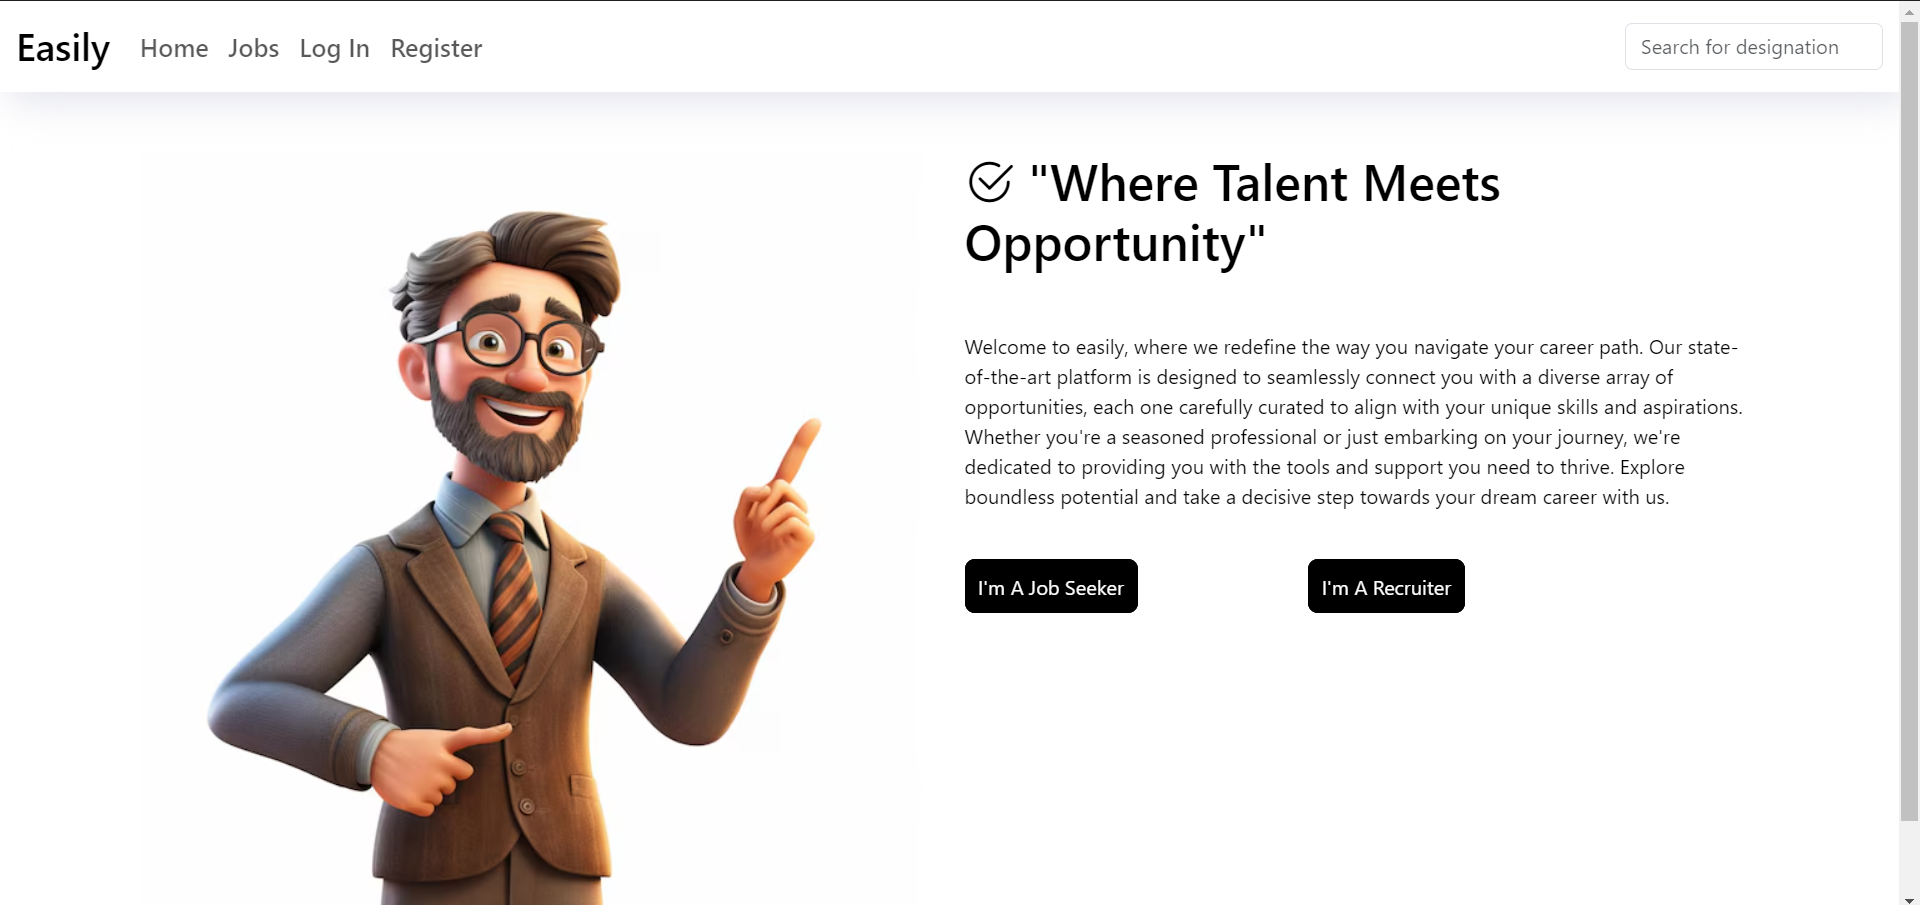 Easily Home Jobs Log In Register Search for designation
"Where Talent Meets
Opportunity"
Welcome to easily, where we redefine the way you navigate your career path. Our state-
of-the-art platform is designed to seamlessly connect you with a diverse array of
opportunities, each one carefully curated to align with your unique skills and aspirations.
Whether you're a seasoned professional or just embarking on your journey, we're
dedicated to providing you with the tools and support you need to thrive. Explore
boundless potential and take a decisive step towards your dream career with us.
I'm A Job Seeker I'm A Recruiter